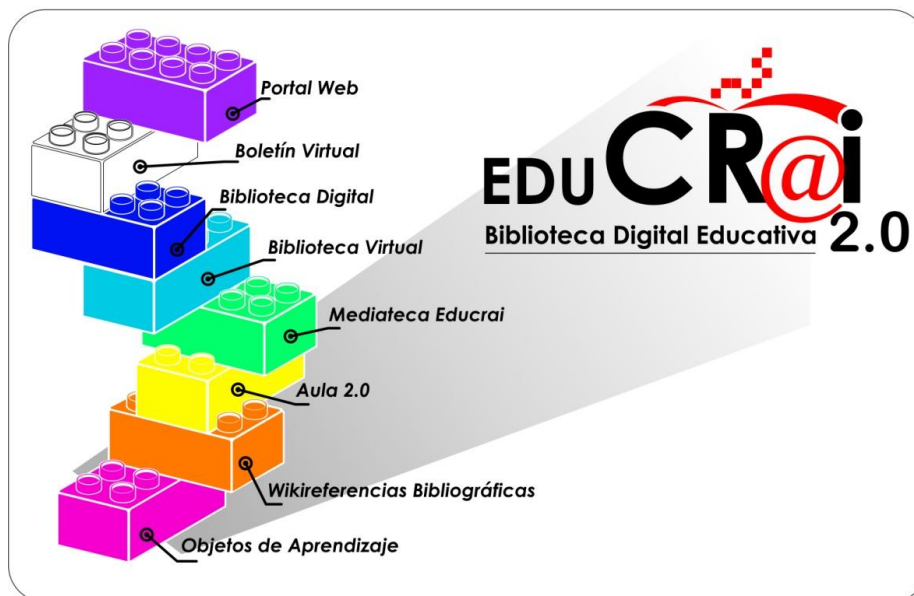 Portal Web
Boletín Virtual
Biblioteca Digital
Biblioteca Virtual
Mediateca Educrai
Aula 2.0
Wikireferencias Bibliográficas
Objetos de Aprendizaje
EDUCR@i
Biblioteca Digital Educativa 2.0